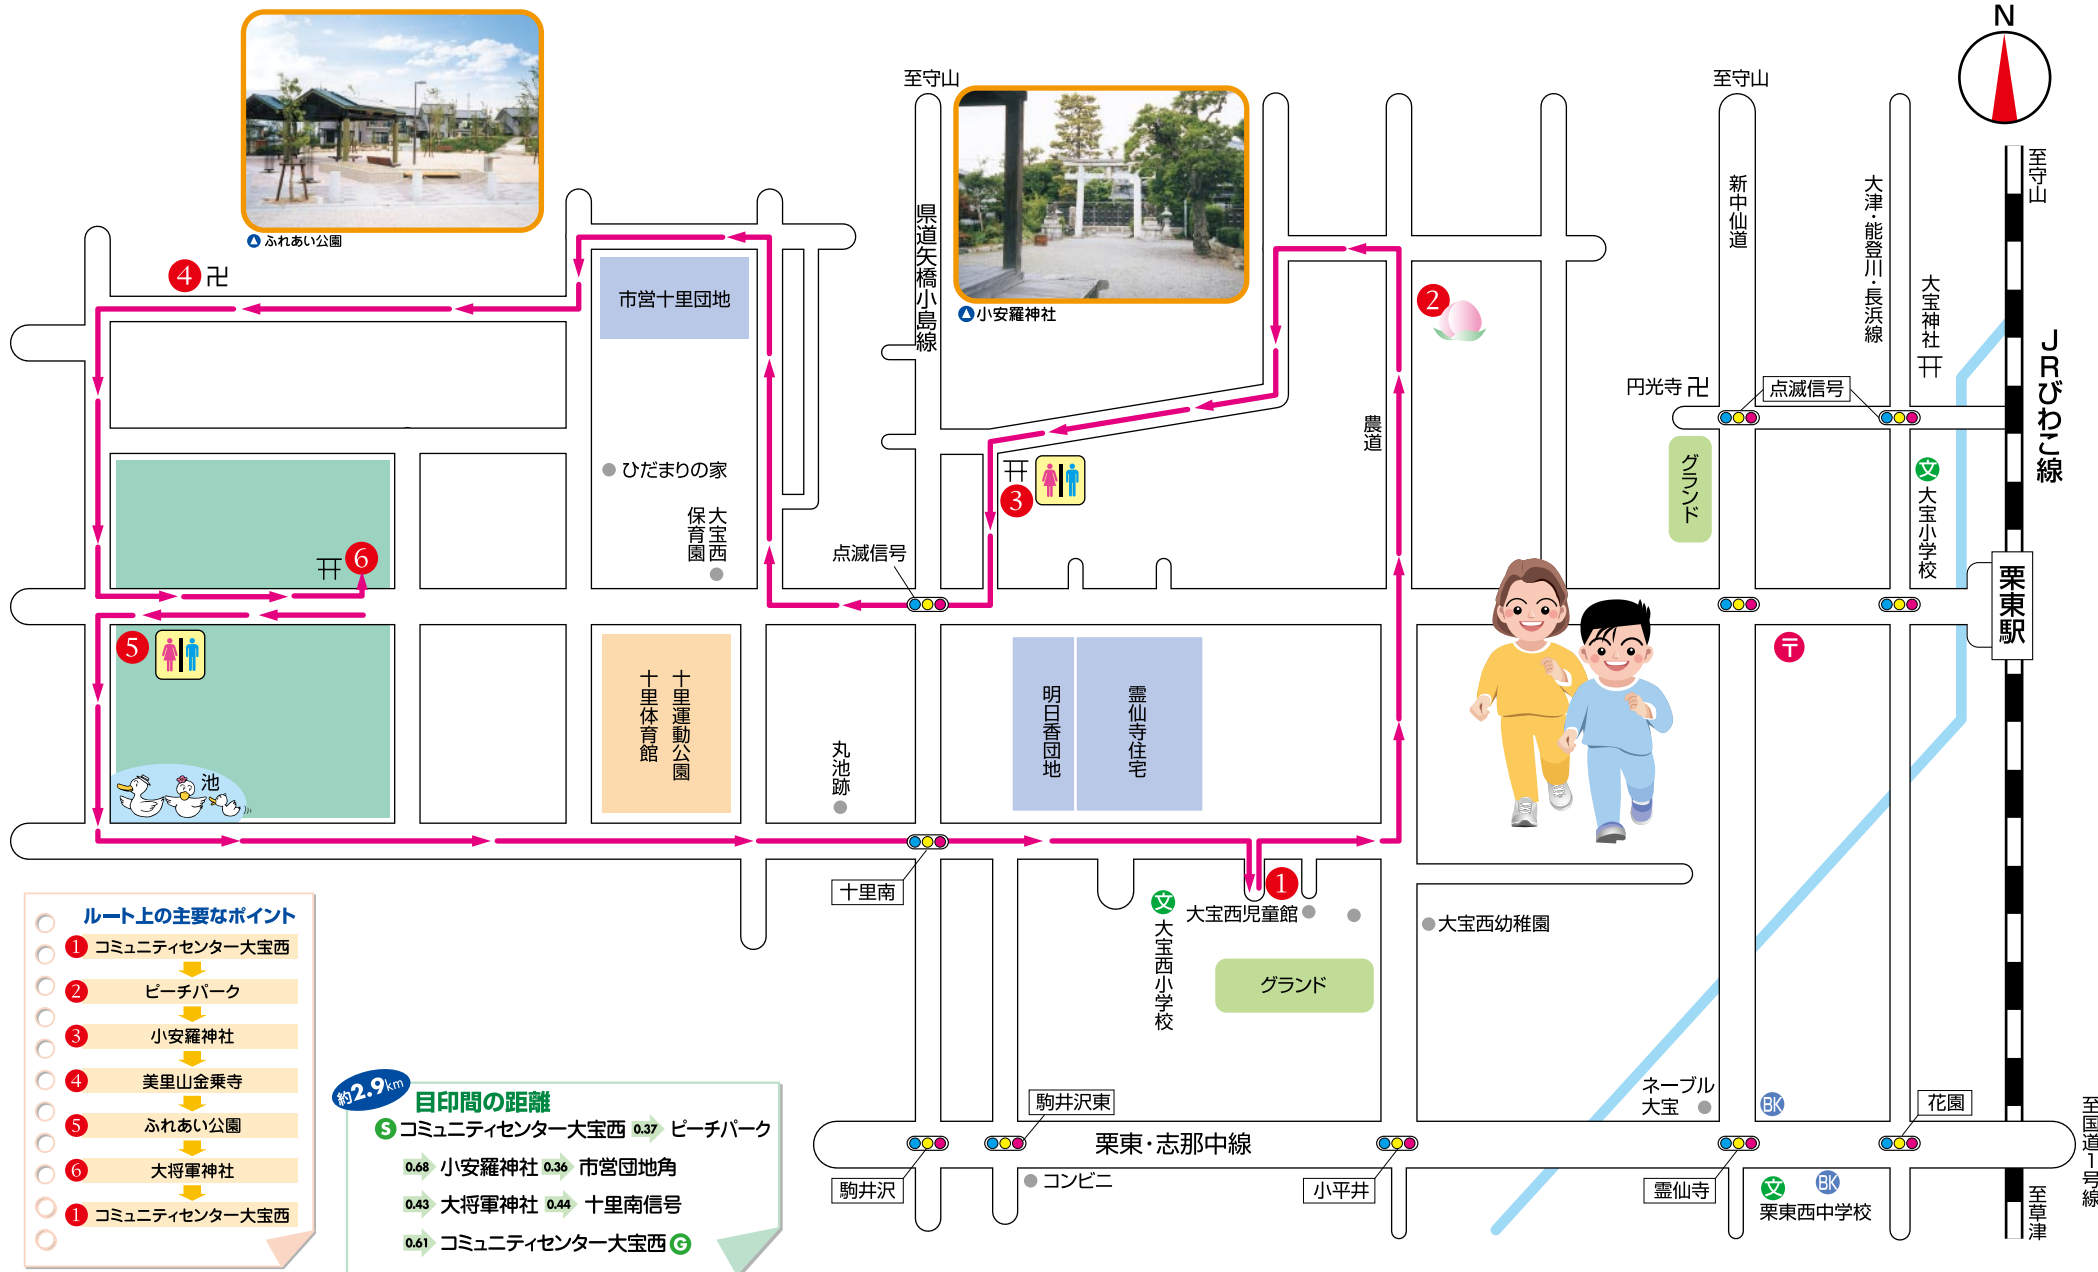 N
至守山
至守山
至守山
ふれあい公園
小安羅神社
県道矢橋小島線
新中仙道
大津・能登川・長浜線
大宝神社
JRびわこ線
4
卍
市営十里団地
2
円光寺 卍
点滅信号
農道
グランド
文
大宝小学校
ひだまりの家
大宝西
保育園
3
6
点滅信号
栗東駅
5
〒
十里運動公園
十里体育館
明日香団地
霊仙寺住宅
丸池跡
池
十里南
1
文
大宝西小学校
大宝西児童館
大宝西幼稚園
グランド
ルート上の主要なポイント
1 コミュニティセンター大宝西
2 ピーチパーク
3 小安羅神社
4 美里山金乗寺
5 ふれあい公園
6 大将軍神社
1 コミュニティセンター大宝西
約2.9km
目印間の距離
S コミュニティセンター大宝西 0.37 ピーチパーク
0.68 小安羅神社 0.36 市営団地角
0.43 大将軍神社 0.44 十里南信号
0.61 コミュニティセンター大宝西 G
駒井沢東
栗東・志那中線
駒井沢
コンビニ
小平井
ネーブル
大宝
BK
花園
霊仙寺
文
BK
栗東西中学校
至国道1号線
至草津